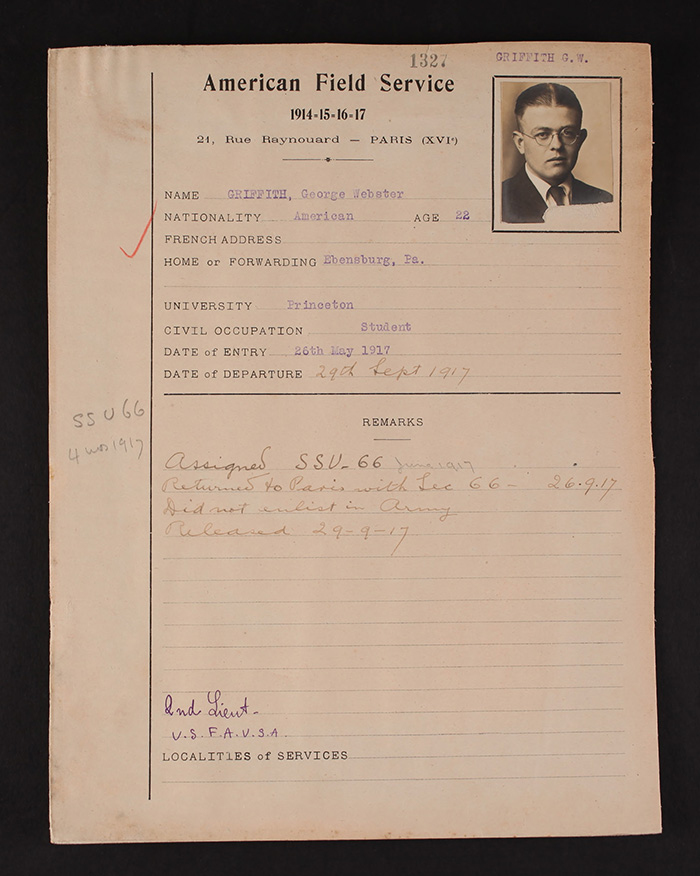 1327
GRIFFITH G.W.
American Field Service
1914-15-16-17
21, Rue Raynouard — PARIS (XVIe)
NAME GRIFFITH, George Webster
NATIONALITY American AGE 22
FRENCH ADDRESS
HOME or FORWARDING Ebensburg, Pa.
UNIVERSITY Princeton
CIVIL OCCUPATION Student
DATE of ENTRY 26th May 1917
DATE of DEPARTURE 29th Sept 1917
REMARKS
SSU 66
4 mos 1917
Assigned SSU-66 June 1917
Returned to Paris with Sec 66 - 26.9.17
Did not enlist in Army
Released 29-9-17
2nd Lieut-
U.S.F.A.U.S.A.
LOCALITIES of SERVICES